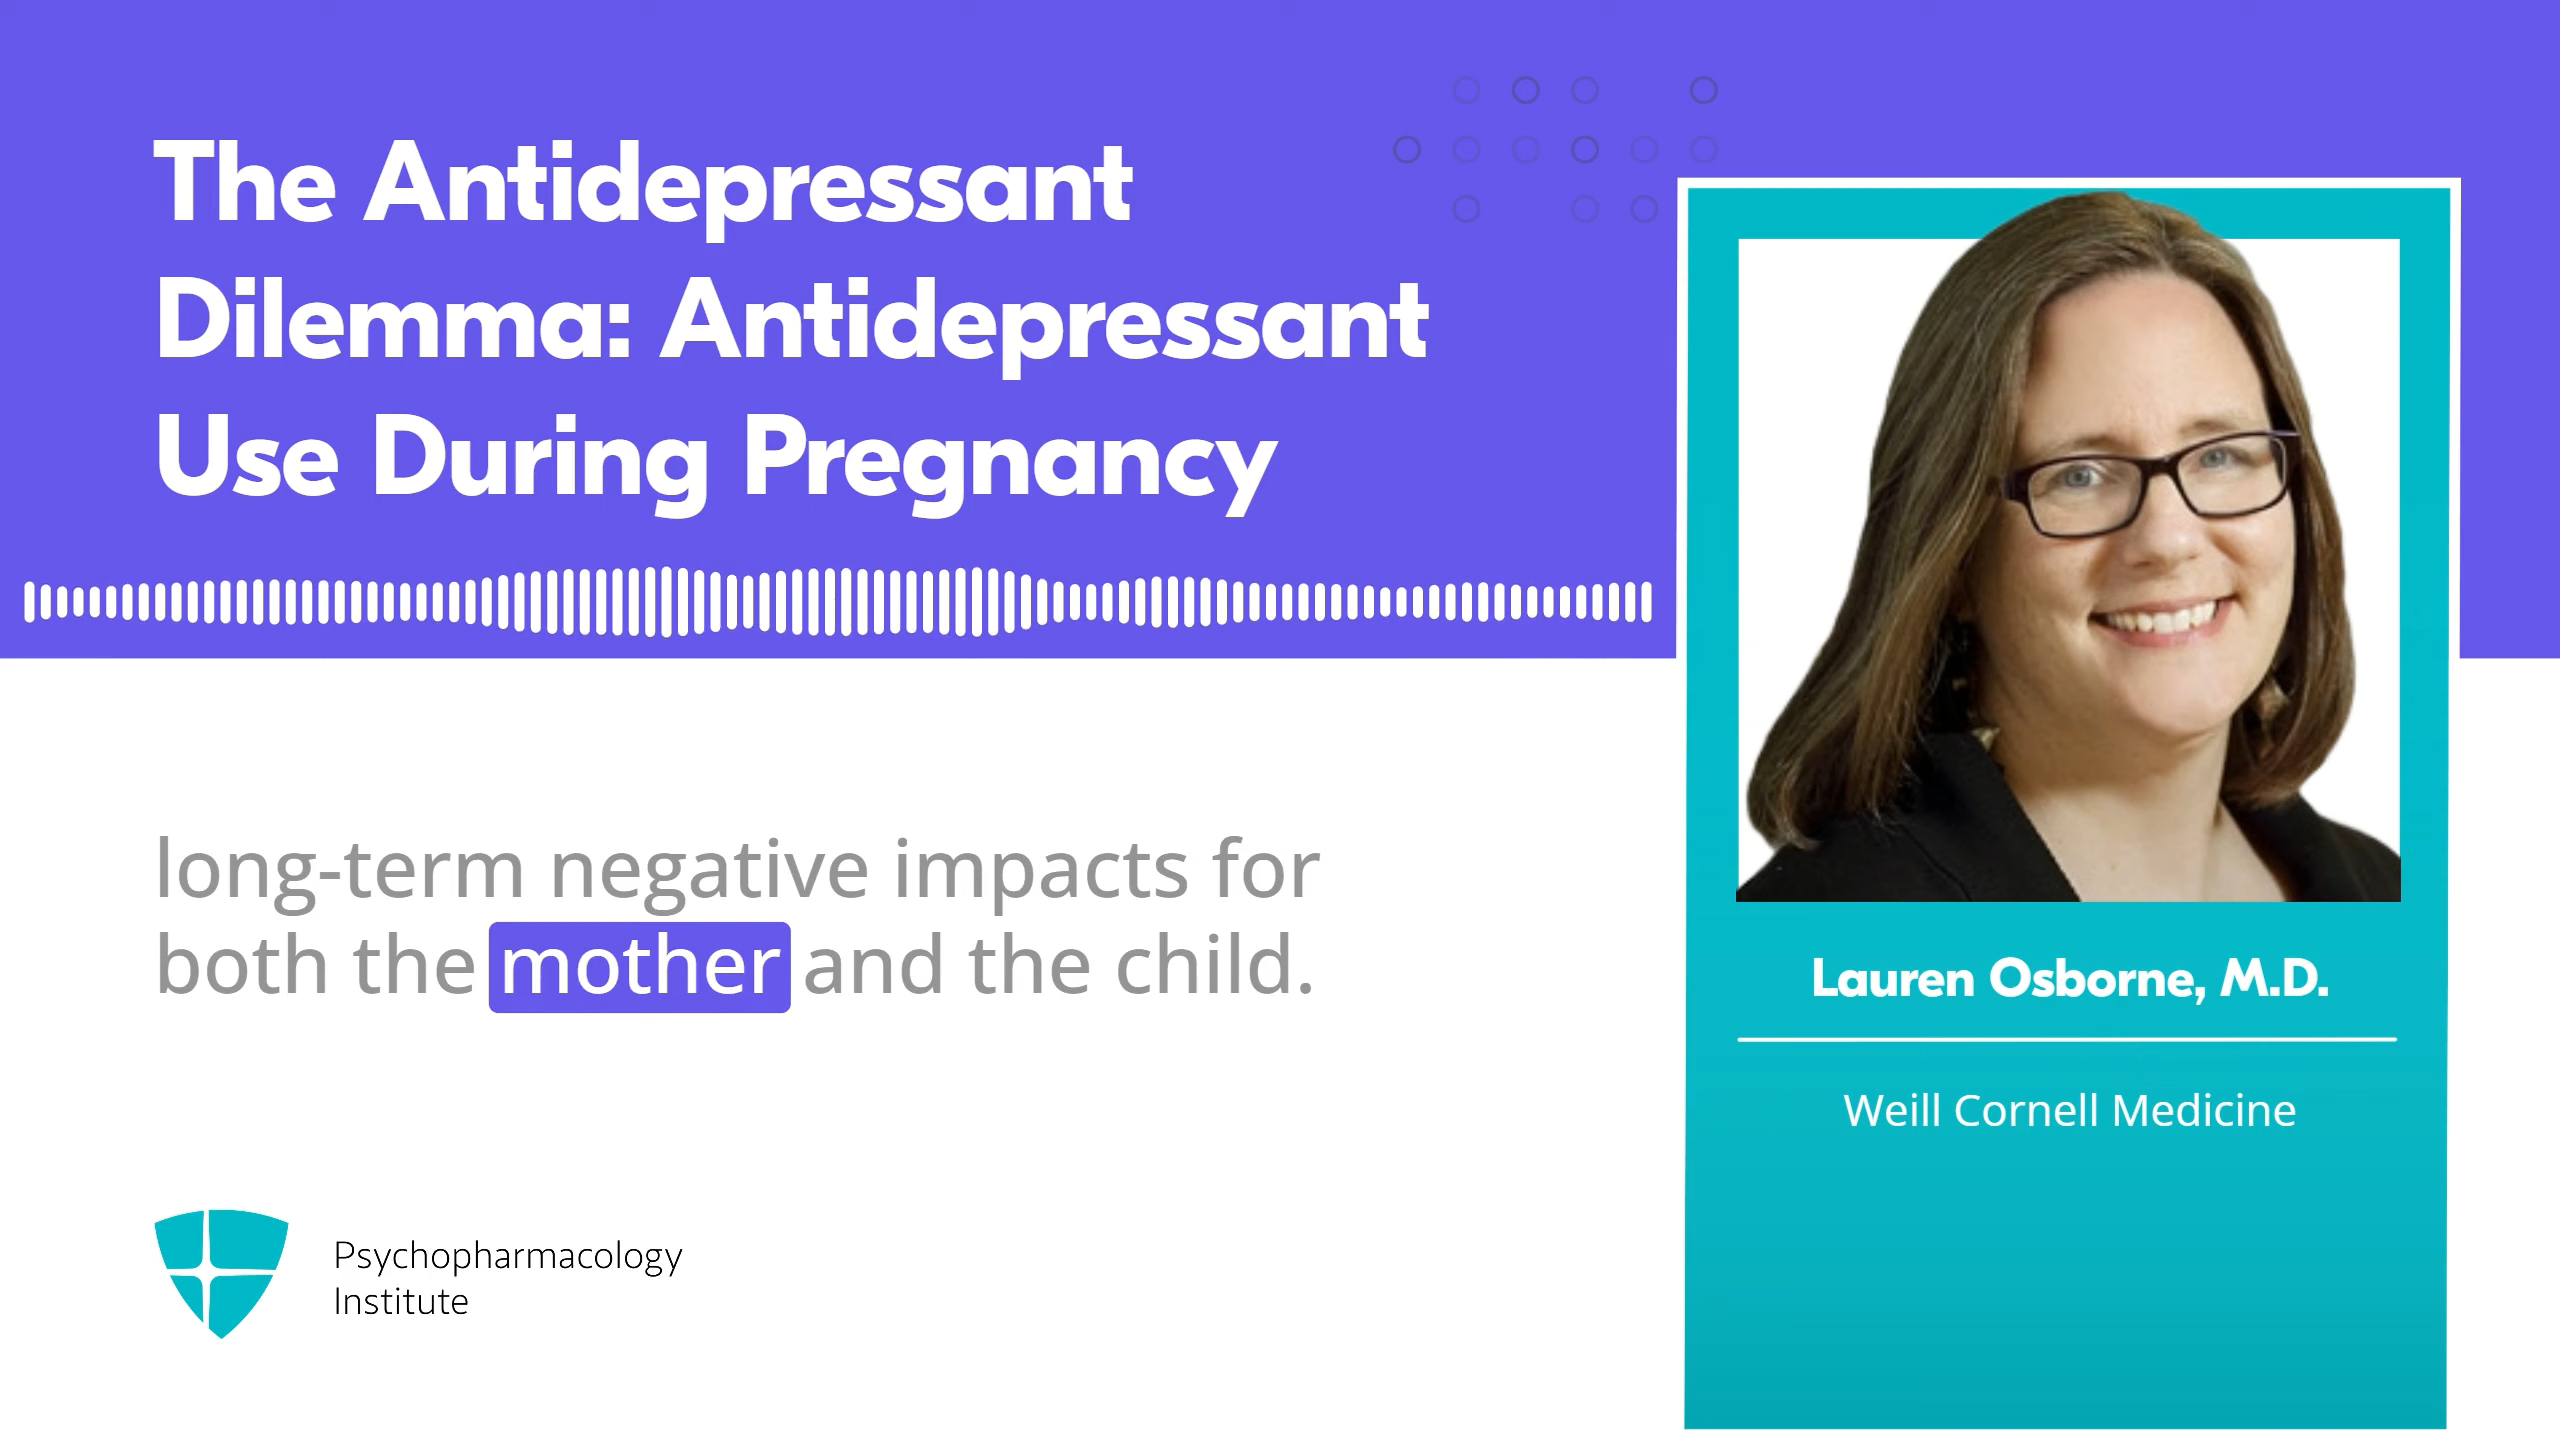 The Antidepressant
Dilemma: Antidepressant
Use During Pregnancy
long-term negative impacts for
both the mother and the child.
Lauren Osborne, M.D.
Weill Cornell Medicine
Psychopharmacology
Institute